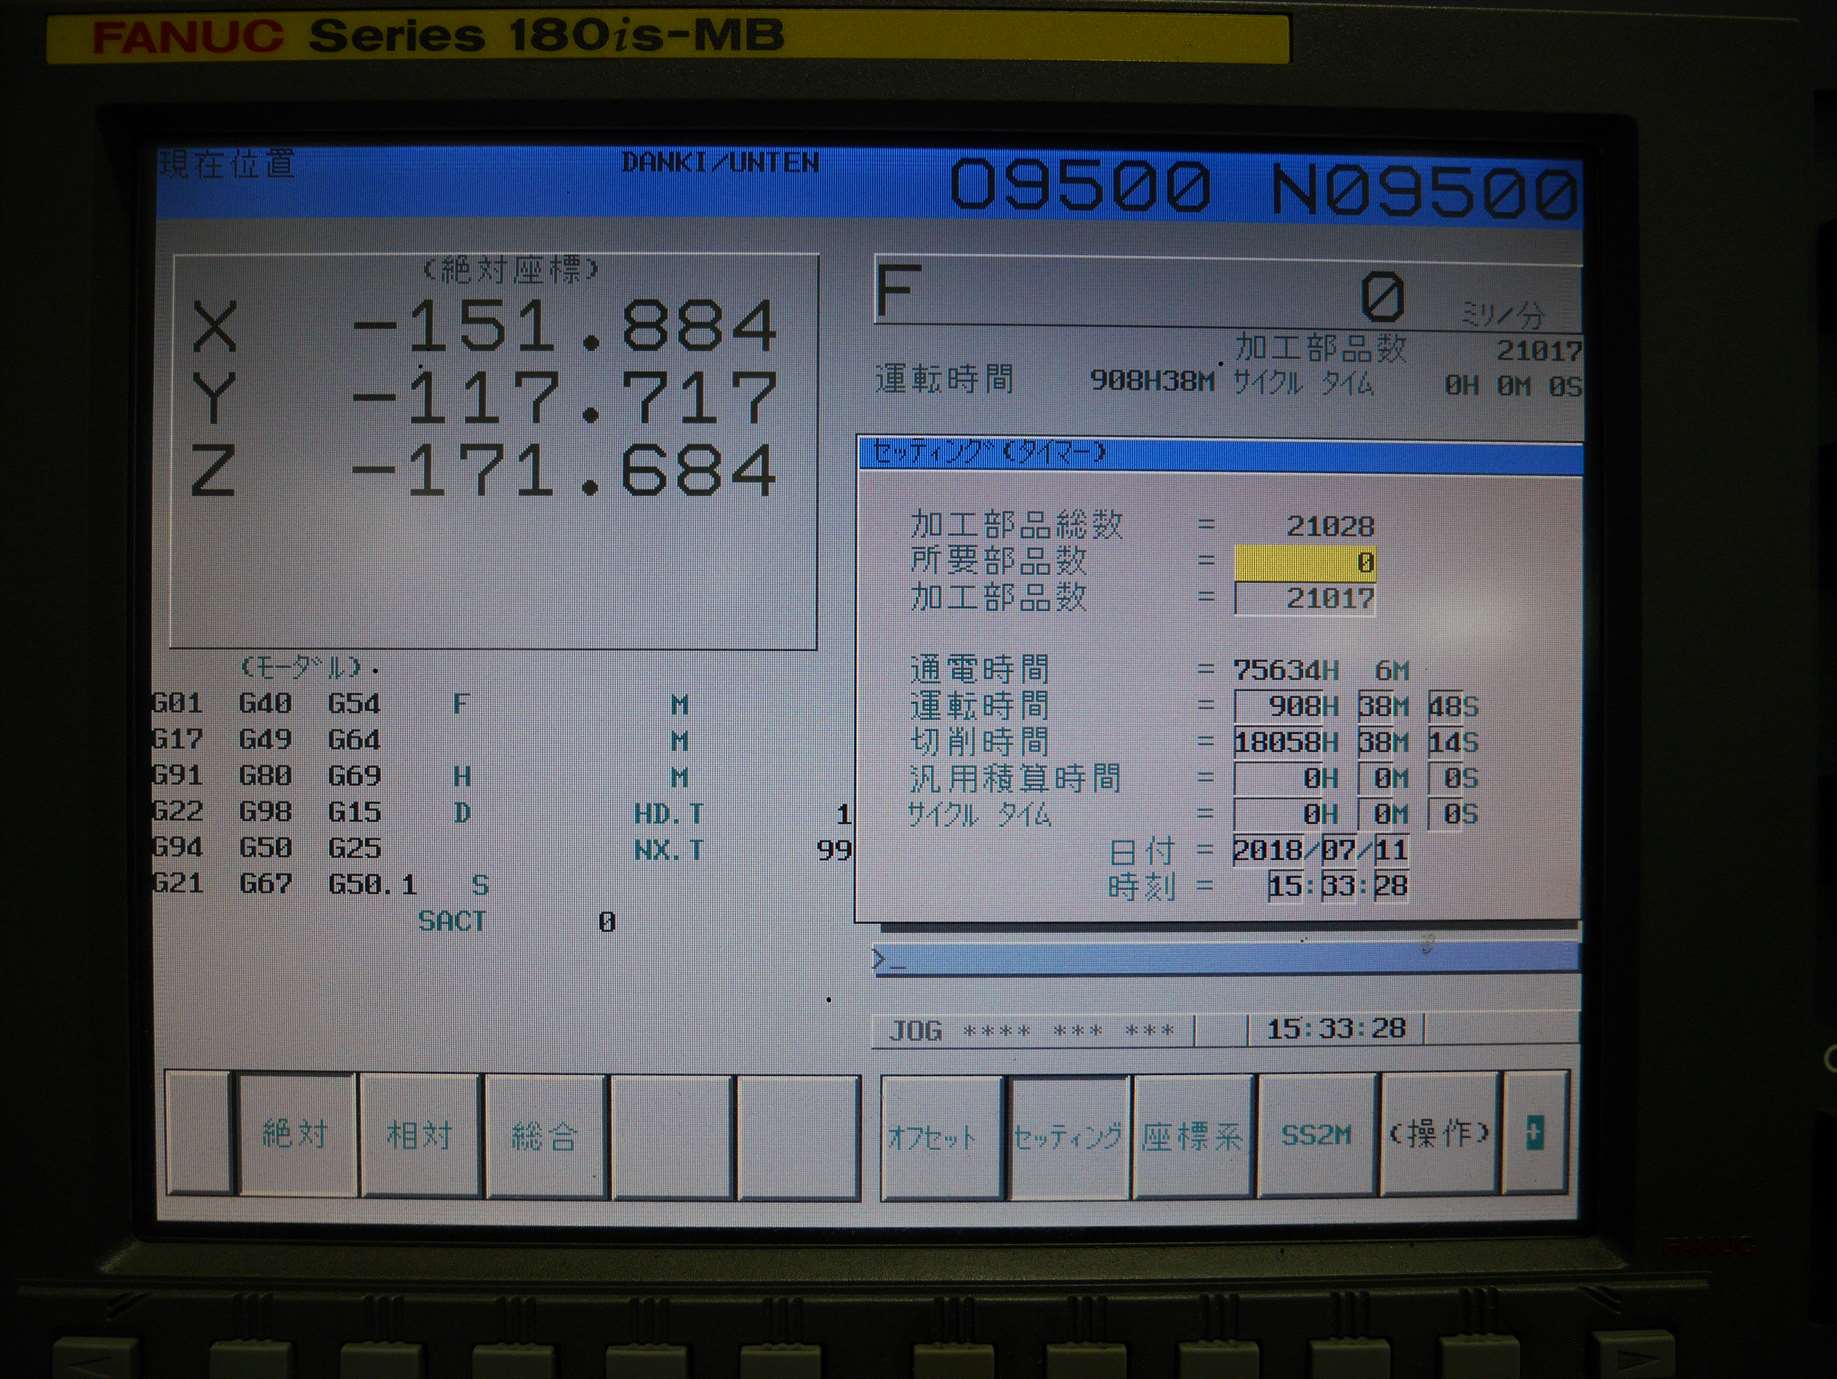 FANUC Series 180is-MB
現在位置 DANKI/UNTEN O9500 N09500
(絶対座標)
X -151.884
Y -117.717
Z -171.684
F 0 ミリ/分
加工部品数 21017
運転時間 908H38M サイクル タイム 0H 0M 0S
セッティング(タイマー)
加工部品総数 = 21028
所要部品数 = 0
加工部品数 = 21017
通電時間 = 75634H 6M
運転時間 = 908H 38M 48S
切削時間 = 18058H 38M 14S
汎用積算時間 = 0H 0M 0S
サイクル タイム = 0H 0M 0S
日付 = 2018/07/11
時刻 = 15:33:28
(モーダル)
G01 G40 G54 F M
G17 G49 G64 M
G91 G80 G69 H M
G22 G98 G15 D HD.T 1
G94 G50 G25 NX.T 99
G21 G67 G50.1 S
SACT 0
>_
JOG **** *** *** 15:33:28
絶対 相対 総合
オフセット セッティング 座標系 SS2M (操作) +
FANUC